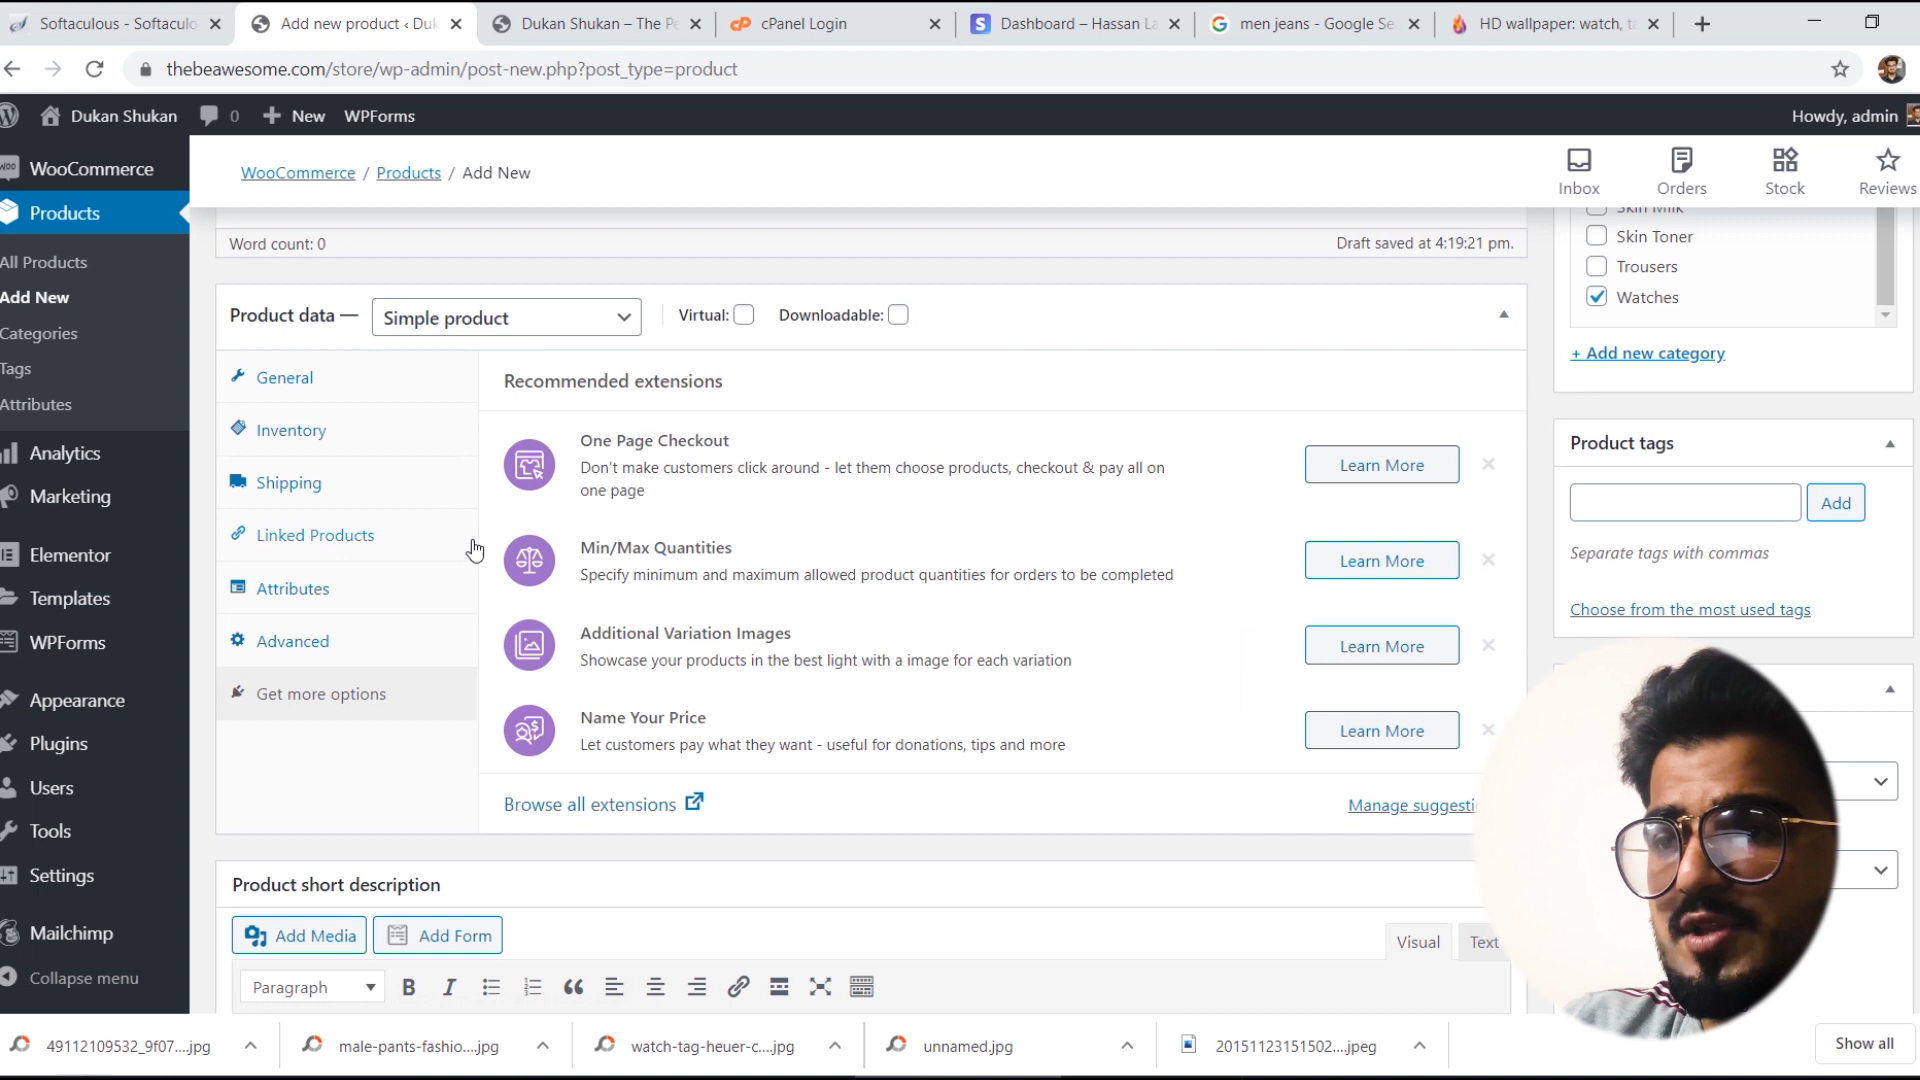 Softaculous - Softaculo
Add new product ‹ Duk
Dukan Shukan – The Pe
cPanel Login
Dashboard – Hassan La
men jeans - Google Se
HD wallpaper: watch, ta
thebeawesome.com/store/wp-admin/post-new.php?post_type=product
Dukan Shukan
0
New
WPForms
Howdy, admin
WooCommerce
Products
All Products
Add New
Categories
Tags
Attributes
Analytics
Marketing
Elementor
Templates
WPForms
Appearance
Plugins
Users
Tools
Settings
Mailchimp
Collapse menu
WooCommerce / Products / Add New
Inbox
Orders
Stock
Reviews
Word count: 0
Draft saved at 4:19:21 pm.
Product data —
Simple product
Virtual:
Downloadable:
General
Inventory
Shipping
Linked Products
Attributes
Advanced
Get more options
Recommended extensions
One Page Checkout
Don't make customers click around - let them choose products, checkout & pay all on
one page
Learn More
Min/Max Quantities
Specify minimum and maximum allowed product quantities for orders to be completed
Learn More
Additional Variation Images
Showcase your products in the best light with a image for each variation
Learn More
Name Your Price
Let customers pay what they want - useful for donations, tips and more
Learn More
Browse all extensions
Manage suggesti
Product short description
Add Media
Add Form
Visual
Text
Paragraph
B
I
Skin Milk
Skin Toner
Trousers
Watches
+ Add new category
Product tags
Add
Separate tags with commas
Choose from the most used tags
49112109532_9f07....jpg
male-pants-fashio....jpg
watch-tag-heuer-c....jpg
unnamed.jpg
20151123151502....jpeg
Show all